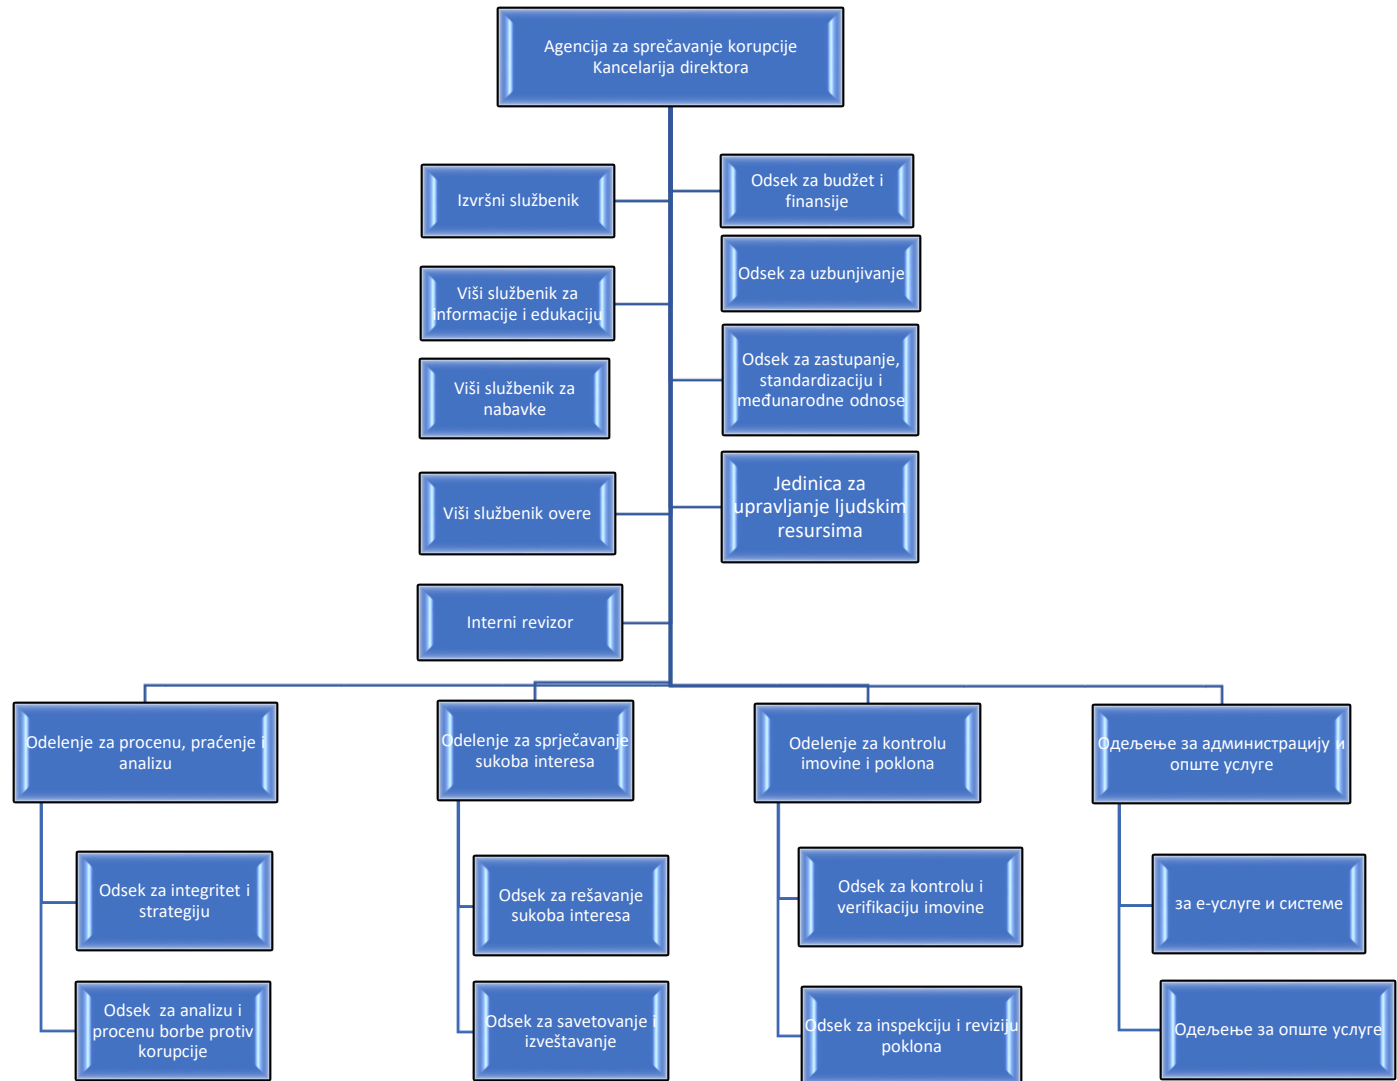 Agencija za sprečavanje korupcije
Kancelarija direktora
Izvršni službenik
Odsek za budžet i
finansije
Viši službenik za
informacije i edukaciju
Odsek za uzbunjivanje
Viši službenik za
nabavke
Odsek za zastupanje,
standardizaciju i
međunarodne odnose
Viši službenik overe
Jedinica za
upravljanje ljudskim
resursima
Interni revizor
Odelenje za procenu, praćenje i
analizu
Odelenje za sprječavanje
sukoba interesa
Odelenje za kontrolu
imovine i poklona
Одељење за администрацију и
опште услуге
Odsek za integritet i
strategiju
Odsek za rešavanje
sukoba interesa
Odsek za kontrolu i
verifikaciju imovine
за е-услуге и системе
Odsek  za analizu i
procenu borbe protiv
korupcije
Odsek za savetovanje i
izveštavanje
Odsek za inspekciju i reviziju
poklona
Одељење за опште услуге